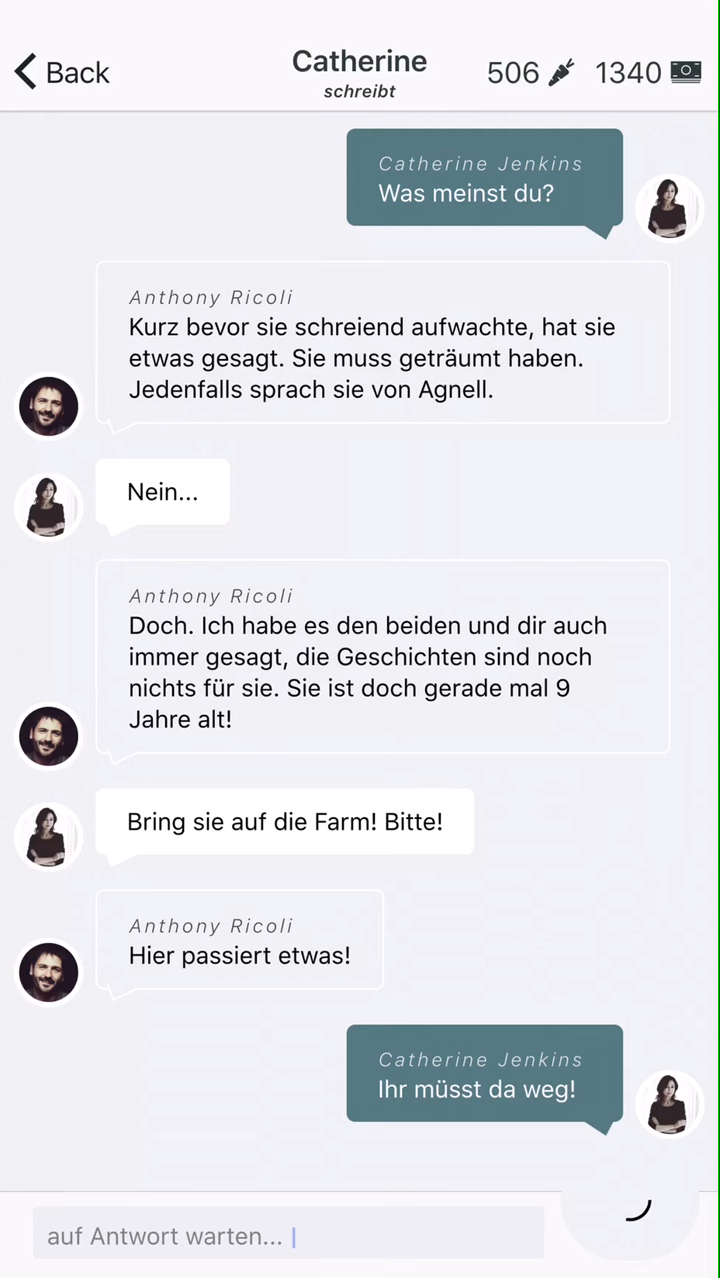 Back
Catherine
schreibt
506
1340
Catherine Jenkins
Was meinst du?
Anthony Ricoli
Kurz bevor sie schreiend aufwachte, hat sie
etwas gesagt. Sie muss geträumt haben.
Jedenfalls sprach sie von Agnell.
Nein...
Anthony Ricoli
Doch. Ich habe es den beiden und dir auch
immer gesagt, die Geschichten sind noch
nichts für sie. Sie ist doch gerade mal 9
Jahre alt!
Bring sie auf die Farm! Bitte!
Anthony Ricoli
Hier passiert etwas!
Catherine Jenkins
Ihr müsst da weg!
auf Antwort warten...